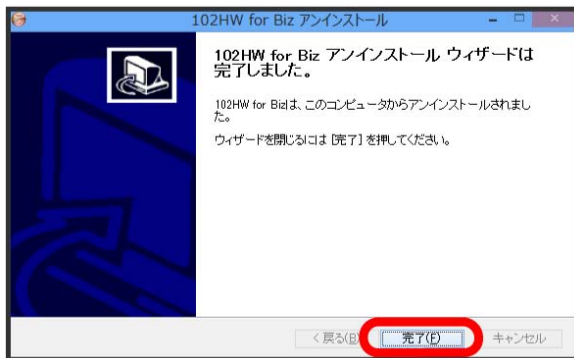 102HW for Biz アンインストール
102HW for Biz アンインストール ウィザードは
完了しました。
102HW for Bizは、このコンピュータからアンインストールされまし
た。
ウィザードを閉じるには [完了] を押してください。
< 戻る(B) 完了(F) キャンセル